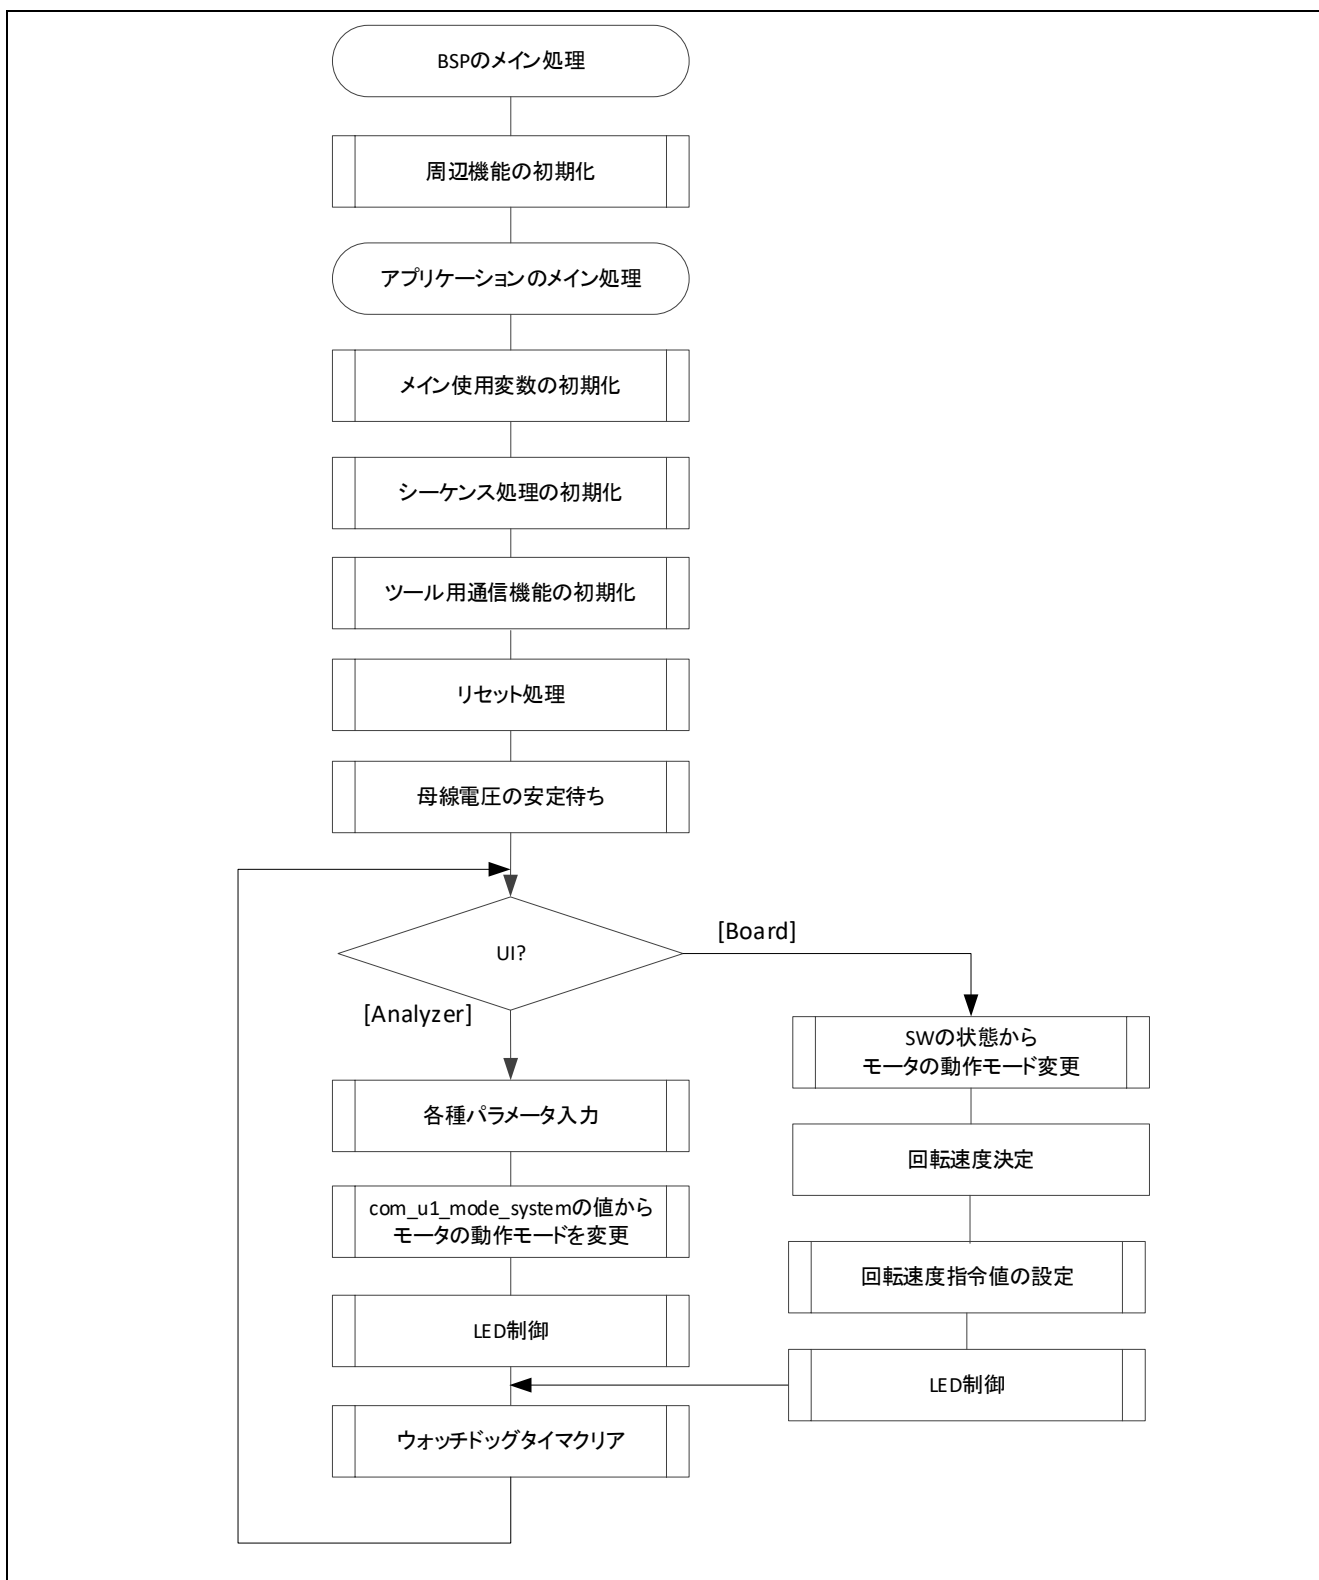 BSPのメイン処理
周辺機能の初期化
アプリケーションのメイン処理
メイン使用変数の初期化
シーケンス処理の初期化
ツール用通信機能の初期化
リセット処理
母線電圧の安定待ち
UI?
[Board]
[Analyzer]
SWの状態から
モータの動作モード変更
各種パラメータ入力
回転速度決定
com_u1_mode_systemの値から
モータの動作モードを変更
回転速度指令値の設定
LED制御
LED制御
ウォッチドッグタイマクリア